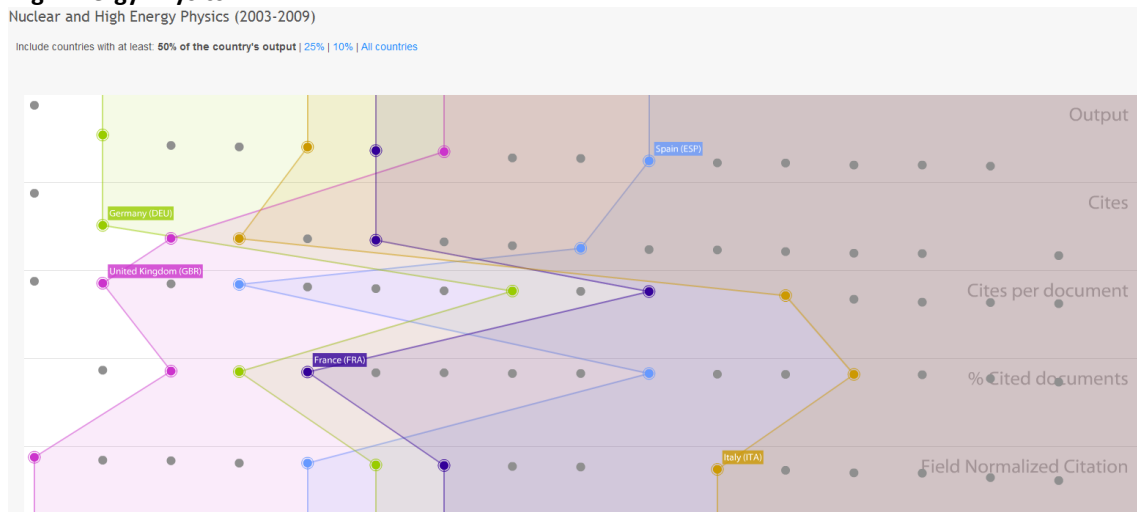 Nuclear and High Energy Physics (2003-2009)
Include countries with at least: 50% of the country's output | 25% | 10% | All countries
Output
Spain (ESP)
Cites
Germany (DEU)
United Kingdom (GBR)
Cites per document
France (FRA)
% Cited documents
Italy (ITA)
Field Normalized Citation